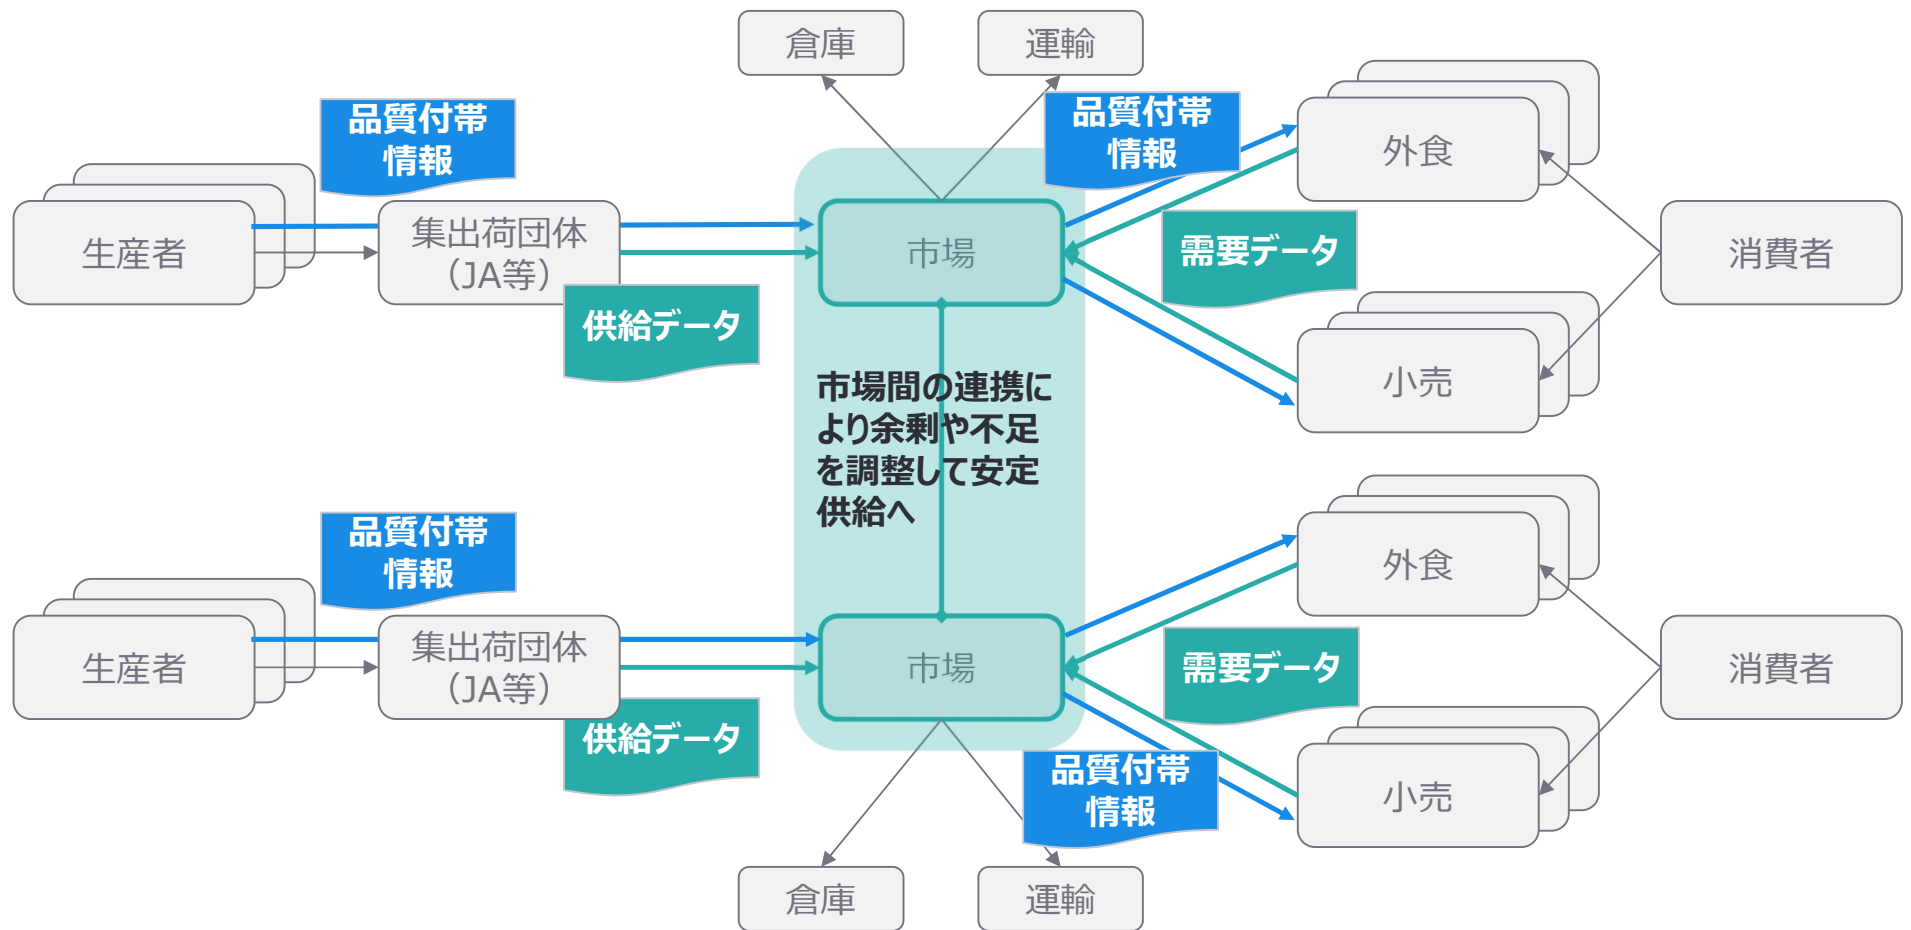 倉庫
運輸
品質付帯
情報
品質付帯
情報
外食
生産者
集出荷団体
（JA等）
市場
需要データ
消費者
供給データ
小売
市場間の連携に
より余剰や不足
を調整して安定
供給へ
品質付帯
情報
外食
生産者
集出荷団体
（JA等）
市場
需要データ
消費者
供給データ
品質付帯
情報
小売
倉庫
運輸